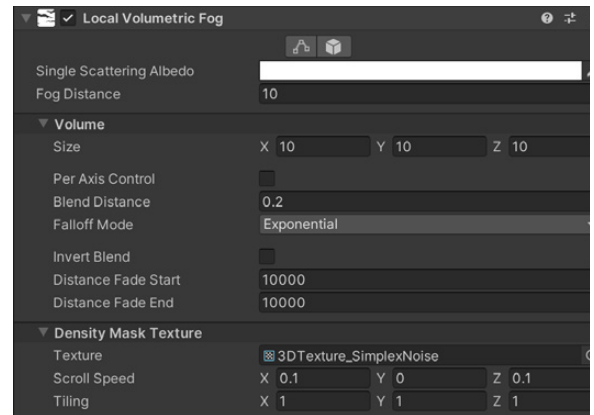 Local Volumetric Fog
Single Scattering Albedo
Fog Distance 10
Volume
Size X 10 Y 10 Z 10
Per Axis Control
Blend Distance 0.2
Falloff Mode Exponential
Invert Blend
Distance Fade Start 10000
Distance Fade End 10000
Density Mask Texture
Texture 3DTexture_SimplexNoise
Scroll Speed X 0.1 Y 0 Z 0.1
Tiling X 1 Y 1 Z 1